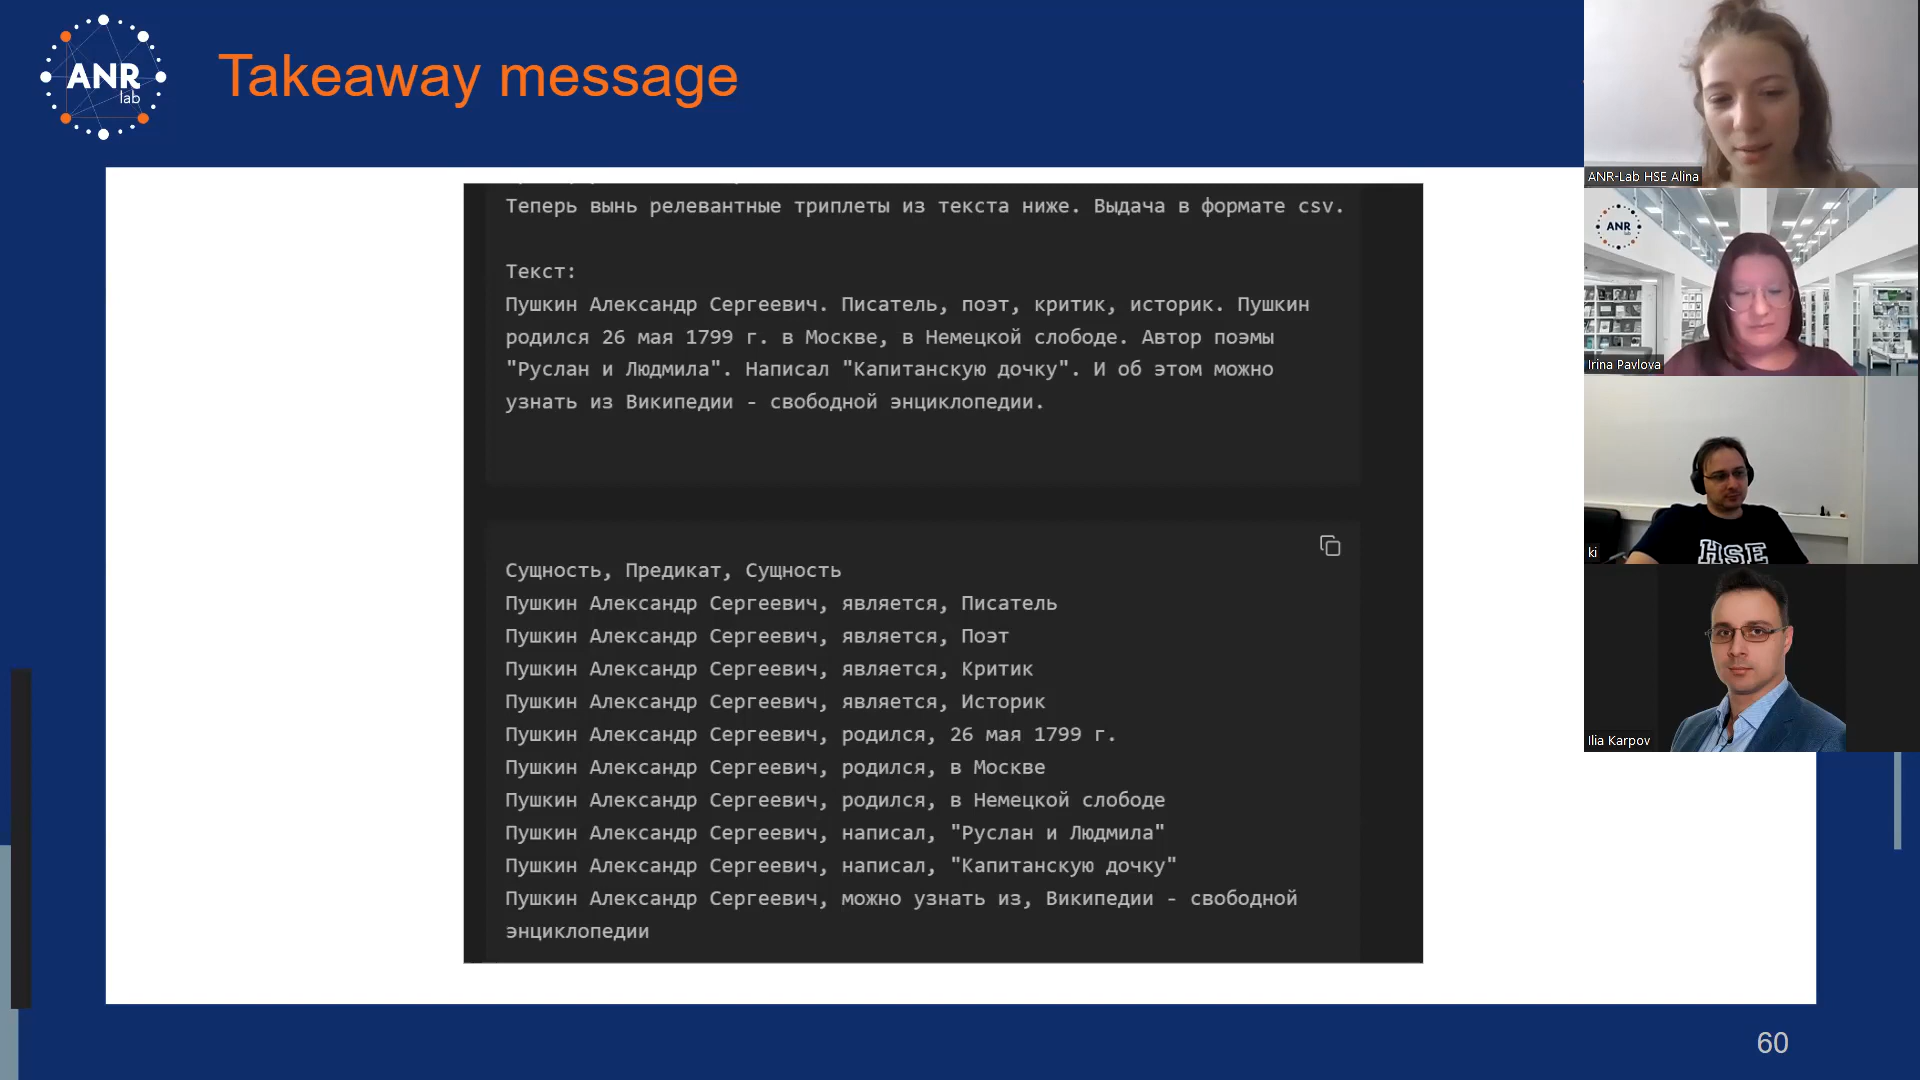 ANR
lab
Takeaway message
Теперь вынь релевантные триплеты из текста ниже. Выдача в формате csv.
Текст:
Пушкин Александр Сергеевич. Писатель, поэт, критик, историк. Пушкин
родился 26 мая 1799 г. в Москве, в Немецкой слободе. Автор поэмы
"Руслан и Людмила". Написал "Капитанскую дочку". И об этом можно
узнать из Википедии - свободной энциклопедии.
Сущность, Предикат, Сущность
Пушкин Александр Сергеевич, является, Писатель
Пушкин Александр Сергеевич, является, Поэт
Пушкин Александр Сергеевич, является, Критик
Пушкин Александр Сергеевич, является, Историк
Пушкин Александр Сергеевич, родился, 26 мая 1799 г.
Пушкин Александр Сергеевич, родился, в Москве
Пушкин Александр Сергеевич, родился, в Немецкой слободе
Пушкин Александр Сергеевич, написал, "Руслан и Людмила"
Пушкин Александр Сергеевич, написал, "Капитанскую дочку"
Пушкин Александр Сергеевич, можно узнать из, Википедии - свободной
энциклопедии
60
ANR-Lab HSE Alina
ANR
lab
Irina Pavlova
HSE
ki
Ilia Karpov